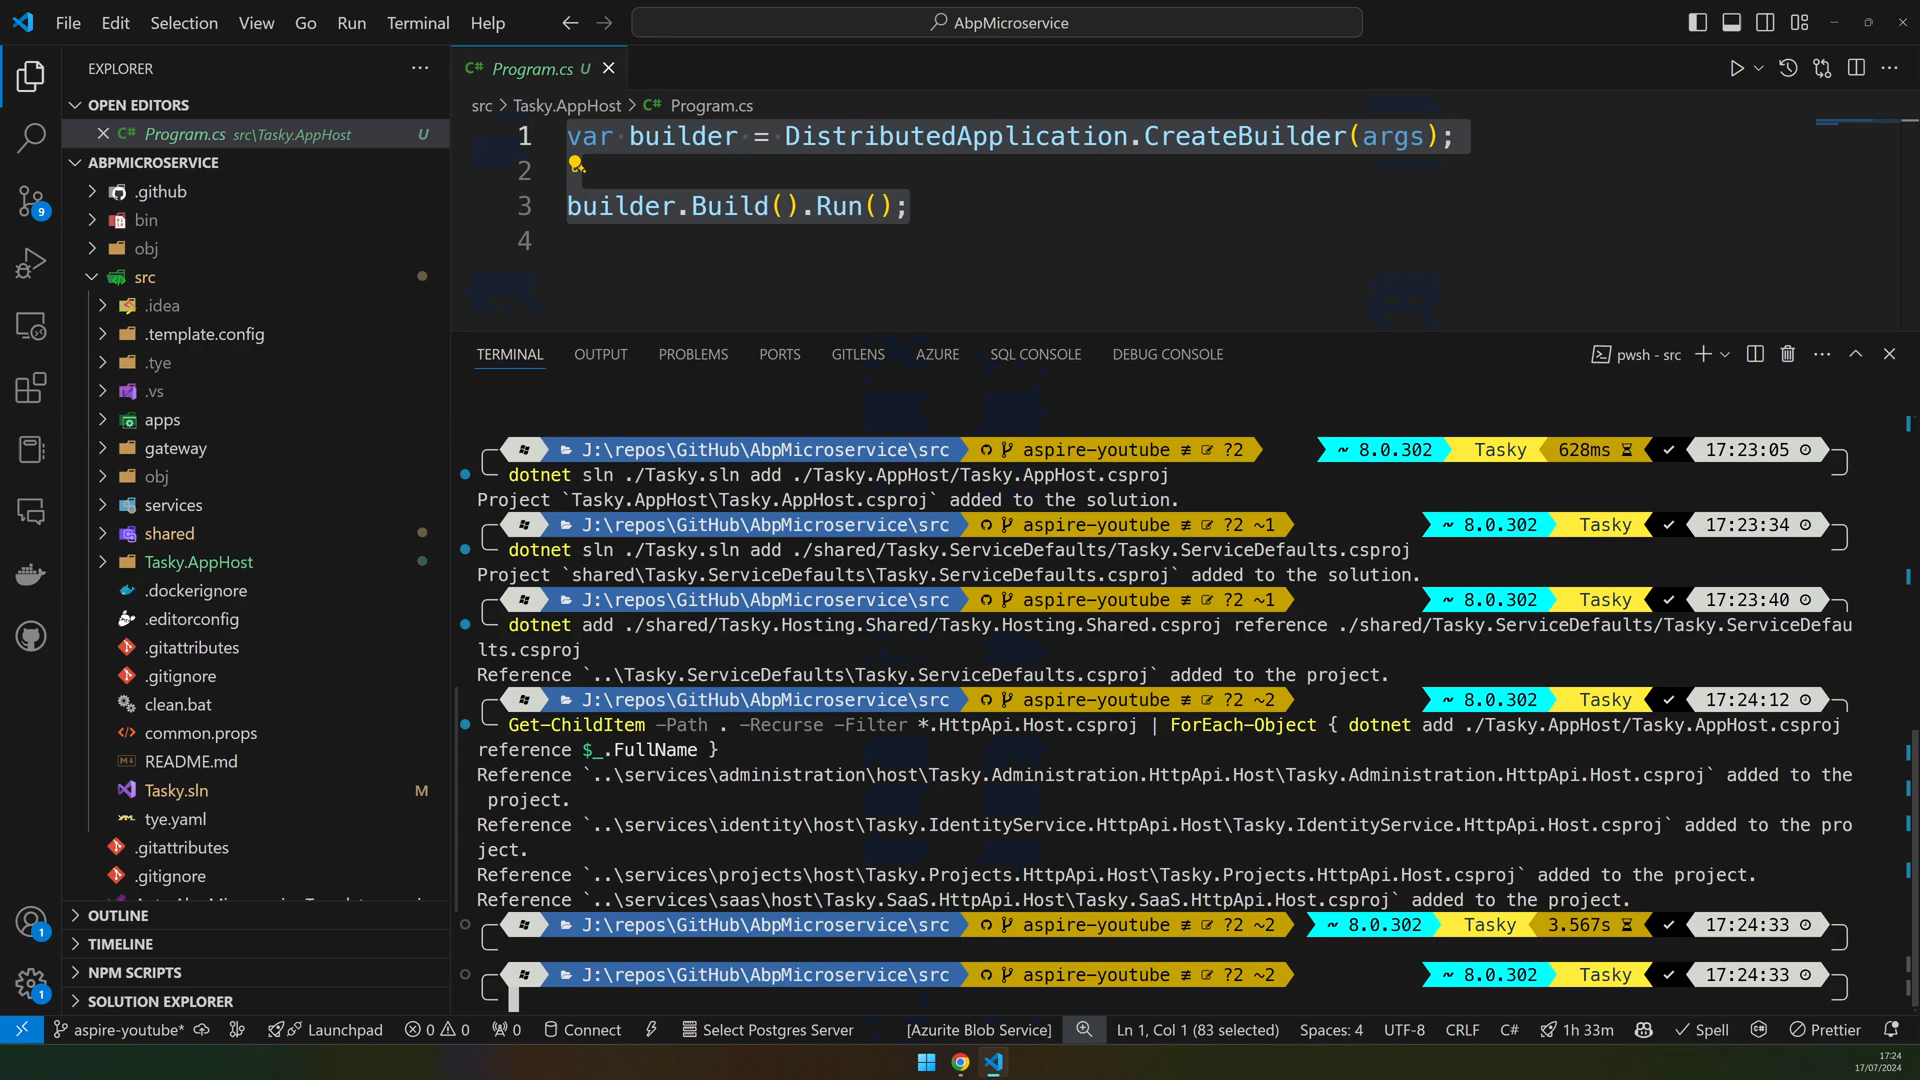 File Edit Selection View Go Run Terminal Help
AbpMicroservice
EXPLORER
OPEN EDITORS
Program.cs src\Tasky.AppHost U
ABPMICROSERVICE
.github
bin
obj
src
.idea
.template.config
.tye
.vs
apps
gateway
obj
services
shared
Tasky.AppHost
.dockerignore
.editorconfig
.gitattributes
.gitignore
clean.bat
common.props
README.md
Tasky.sln M
tye.yaml
.gitattributes
.gitignore
OUTLINE
TIMELINE
NPM SCRIPTS
SOLUTION EXPLORER
9
1
1
C# Program.cs U
src > Tasky.AppHost > C# Program.cs
1 var builder = DistributedApplication.CreateBuilder(args);
2
3 builder.Build().Run();
4
TERMINAL OUTPUT PROBLEMS PORTS GITLENS AZURE SQL CONSOLE DEBUG CONSOLE
pwsh - src
J:\repos\GitHub\AbpMicroservice\src aspire-youtube ≢ ?2 ~ 8.0.302 Tasky 628ms 17:23:05
dotnet sln ./Tasky.sln add ./Tasky.AppHost/Tasky.AppHost.csproj
Project `Tasky.AppHost\Tasky.AppHost.csproj` added to the solution.
J:\repos\GitHub\AbpMicroservice\src aspire-youtube ≢ ?2 ~1 ~ 8.0.302 Tasky 17:23:34
dotnet sln ./Tasky.sln add ./shared/Tasky.ServiceDefaults/Tasky.ServiceDefaults.csproj
Project `shared\Tasky.ServiceDefaults\Tasky.ServiceDefaults.csproj` added to the solution.
J:\repos\GitHub\AbpMicroservice\src aspire-youtube ≢ ?2 ~1 ~ 8.0.302 Tasky 17:23:40
dotnet add ./shared/Tasky.Hosting.Shared/Tasky.Hosting.Shared.csproj reference ./shared/Tasky.ServiceDefaults/Tasky.ServiceDefau
lts.csproj
Reference `..\Tasky.ServiceDefaults\Tasky.ServiceDefaults.csproj` added to the project.
J:\repos\GitHub\AbpMicroservice\src aspire-youtube ≢ ?2 ~2 ~ 8.0.302 Tasky 17:24:12
Get-ChildItem -Path . -Recurse -Filter *.HttpApi.Host.csproj | ForEach-Object { dotnet add ./Tasky.AppHost/Tasky.AppHost.csproj
reference $_.FullName }
Reference `..\services\administration\host\Tasky.Administration.HttpApi.Host\Tasky.Administration.HttpApi.Host.csproj` added to the
project.
Reference `..\services\identity\host\Tasky.IdentityService.HttpApi.Host\Tasky.IdentityService.HttpApi.Host.csproj` added to the pro
ject.
Reference `..\services\projects\host\Tasky.Projects.HttpApi.Host\Tasky.Projects.HttpApi.Host.csproj` added to the project.
Reference `..\services\saas\host\Tasky.SaaS.HttpApi.Host\Tasky.SaaS.HttpApi.Host.csproj` added to the project.
J:\repos\GitHub\AbpMicroservice\src aspire-youtube ≢ ?2 ~2 ~ 8.0.302 Tasky 3.567s 17:24:33
J:\repos\GitHub\AbpMicroservice\src aspire-youtube ≢ ?2 ~2 ~ 8.0.302 Tasky 17:24:33
aspire-youtube* Launchpad 0 0 0 Connect Select Postgres Server [Azurite Blob Service] Ln 1, Col 1 (83 selected) Spaces: 4 UTF-8 CRLF C# 1h 33m Spell Prettier
17:24
17/07/2024